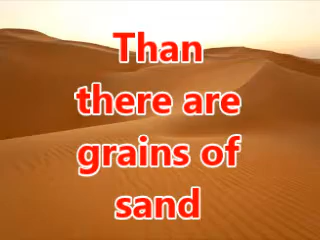 Than
there are
grains of
sand